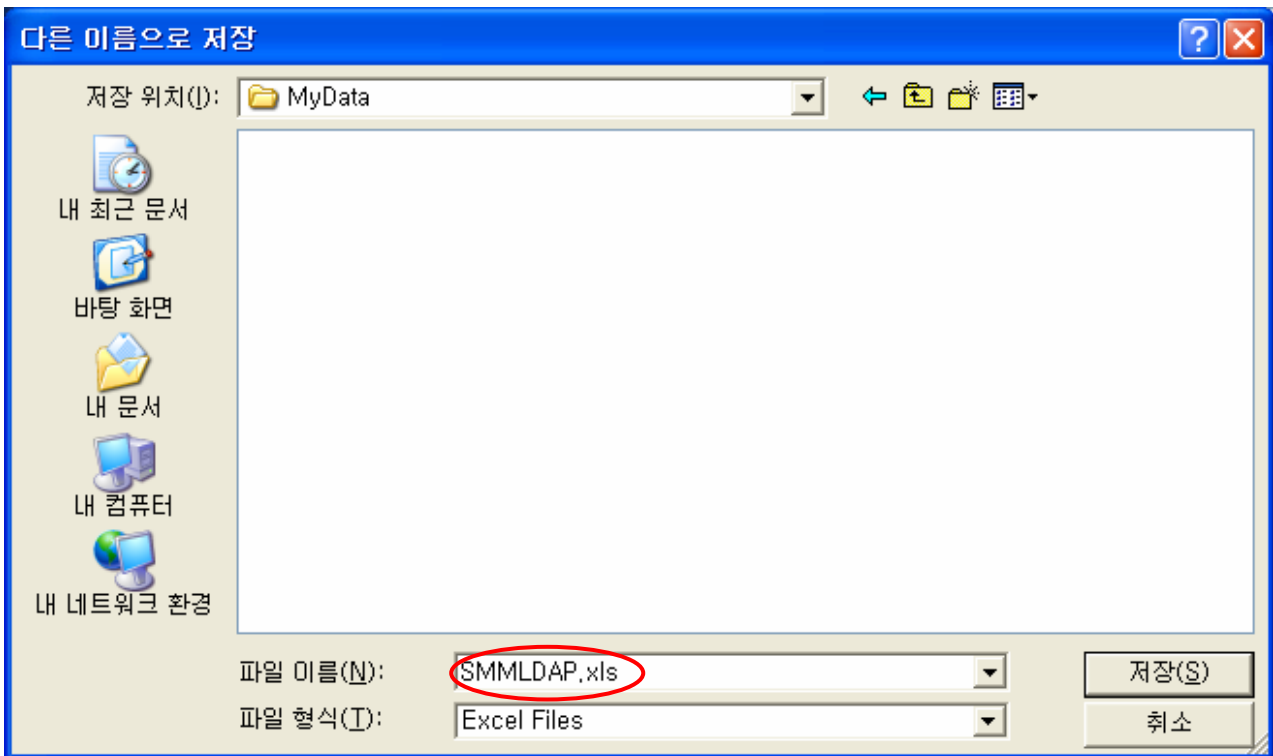 다른 이름으로 저장
저장 위치(I): MyData
내 최근 문서
바탕 화면
내 문서
내 컴퓨터
내 네트워크 환경
파일 이름(N): SMMLDAP.xls 저장(S)
파일 형식(T): Excel Files 취소